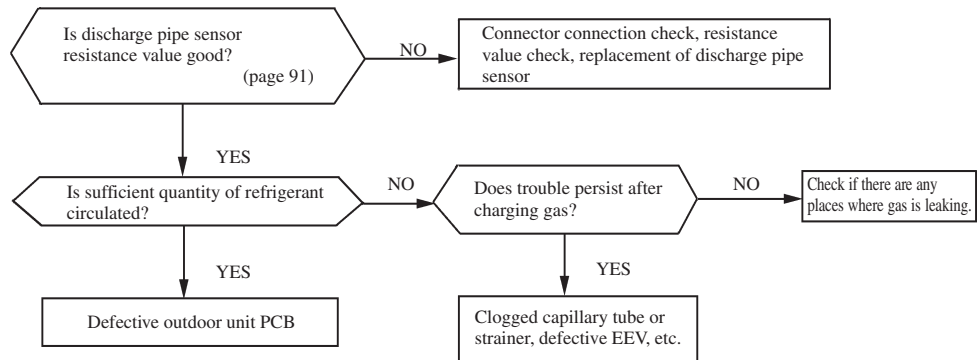 Is discharge pipe sensor
resistance value good?
(page 91)
NO
Connector connection check, resistance
value check, replacement of discharge pipe
sensor
YES
Is sufficient quantity of refrigerant
circulated?
NO
Does trouble persist after
charging gas?
NO
Check if there are any
places where gas is leaking.
YES
YES
Defective outdoor unit PCB
Clogged capillary tube or
strainer, defective EEV, etc.